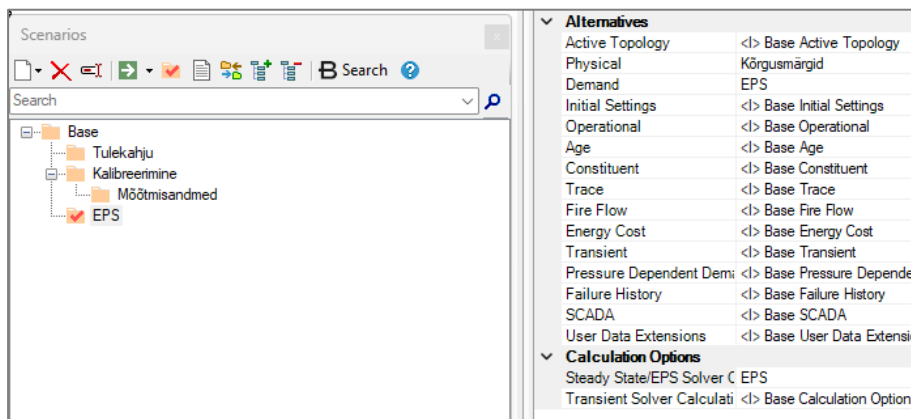 Scenarios
Search
Search
Base
Tulekahju
Kalibreerimine
Mõõtmisandmed
EPS
Alternatives
Active Topology <I> Base Active Topology
Physical Kõrgusmärgid
Demand EPS
Initial Settings <I> Base Initial Settings
Operational <I> Base Operational
Age <I> Base Age
Constituent <I> Base Constituent
Trace <I> Base Trace
Fire Flow <I> Base Fire Flow
Energy Cost <I> Base Energy Cost
Transient <I> Base Transient
Pressure Dependent Dema <I> Base Pressure Depende
Failure History <I> Base Failure History
SCADA <I> Base SCADA
User Data Extensions <I> Base User Data Extensi
Calculation Options
Steady State/EPS Solver C EPS
Transient Solver Calculati <I> Base Calculation Option